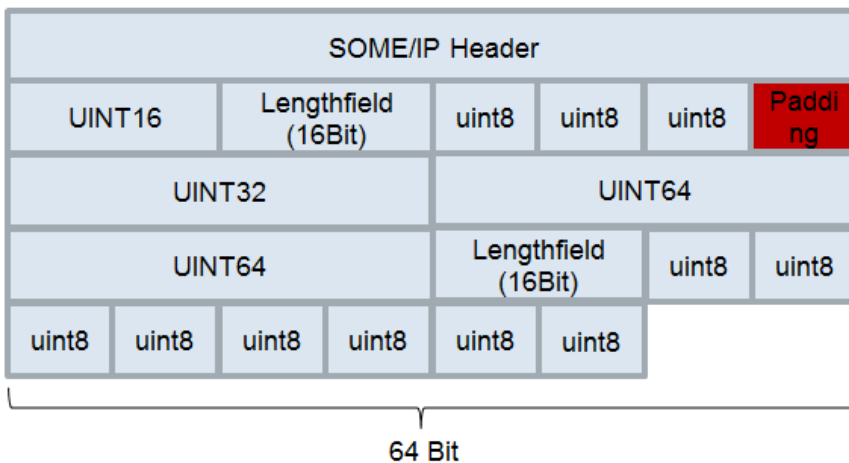 SOME/IP Header
UINT16
Lengthfield
(16Bit)
uint8
uint8
uint8
Paddi
ng
UINT32
UINT64
UINT64
Lengthfield
(16Bit)
uint8
uint8
uint8
uint8
uint8
uint8
uint8
uint8
64 Bit